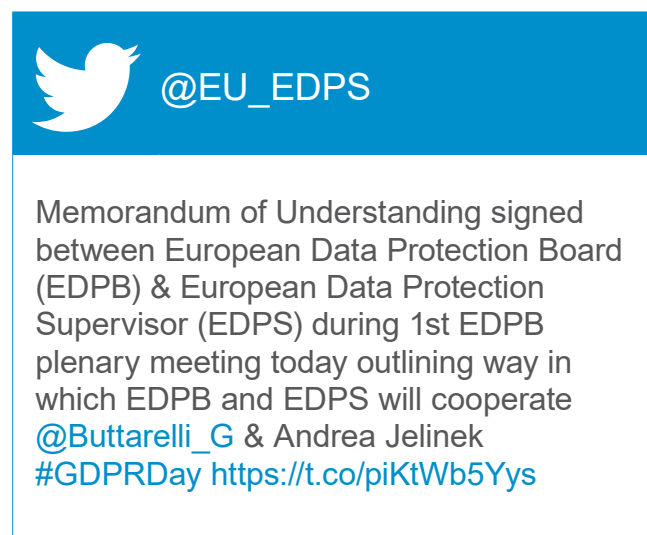 @EU_EDPS
Memorandum of Understanding signed
between European Data Protection Board
(EDPB) & European Data Protection
Supervisor (EDPS) during 1st EDPB
plenary meeting today outlining way in
which EDPB and EDPS will cooperate
@Buttarelli_G & Andrea Jelinek
#GDPRDay https://t.co/piKtWb5Yys